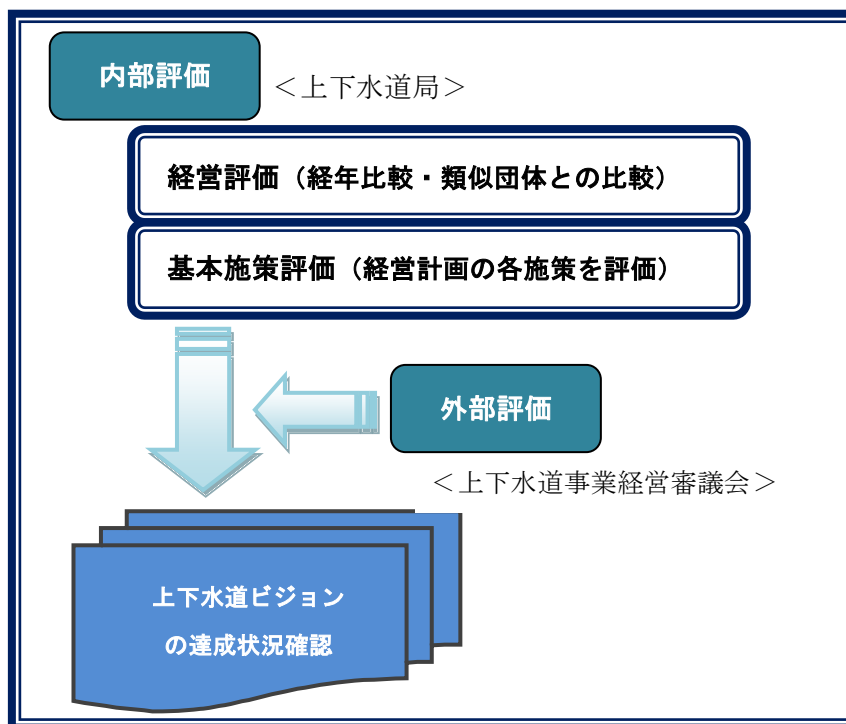 内部評価
＜上下水道局＞
経営評価（経年比較・類似団体との比較）
基本施策評価（経営計画の各施策を評価）
外部評価
＜上下水道事業経営審議会＞
上下水道ビジョン
の達成状況確認